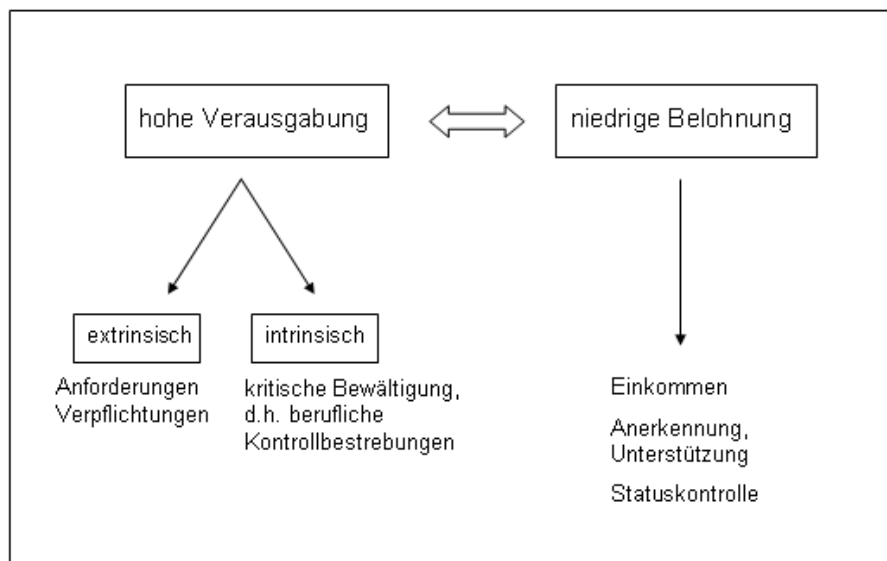 hohe Verausgabung
niedrige Belohnung
extrinsisch
Anforderungen
Verpflichtungen
intrinsisch
kritische Bewältigung,
d.h. berufliche
Kontrollbestrebungen
Einkommen
Anerkennung,
Unterstützung
Statuskontrolle